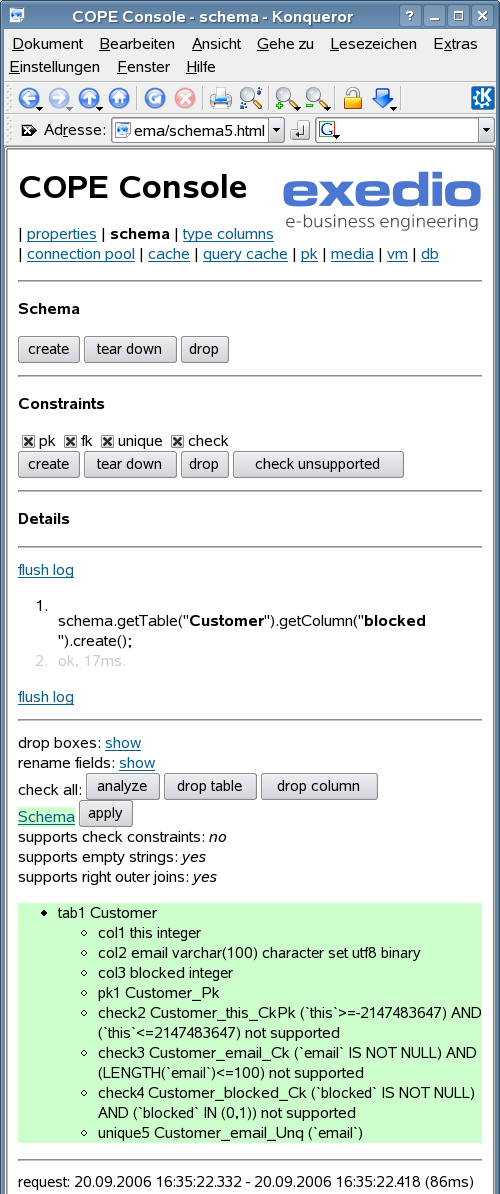 COPE Console - schema - Konqueror
Dokument Bearbeiten Ansicht Gehe zu Lesezeichen Extras
Einstellungen Fenster Hilfe
Adresse: ema/schema5.html G
COPE Console
exedio
e-business engineering
| properties | schema | type columns
| connection pool | cache | query cache | pk | media | vm | db
Schema
create tear down drop
Constraints
pk fk unique check
create tear down drop check unsupported
Details
flush log
1.
schema.getTable("Customer").getColumn("blocked
").create();
2. ok, 17ms.
flush log
drop boxes: show
rename fields: show
check all: analyze drop table drop column
Schema apply
supports check constraints: no
supports empty strings: yes
supports right outer joins: yes
tab1 Customer
col1 this integer
col2 email varchar(100) character set utf8 binary
col3 blocked integer
pk1 Customer_Pk
check2 Customer_this_CkPk (`this`>=-2147483647) AND
(`this`<=2147483647) not supported
check3 Customer_email_Ck (`email` IS NOT NULL) AND
(LENGTH(`email`)<=100) not supported
check4 Customer_blocked_Ck (`blocked` IS NOT NULL)
AND (`blocked` IN (0,1)) not supported
unique5 Customer_email_Unq (`email`)
request: 20.09.2006 16:35:22.332 - 20.09.2006 16:35:22.418 (86ms)